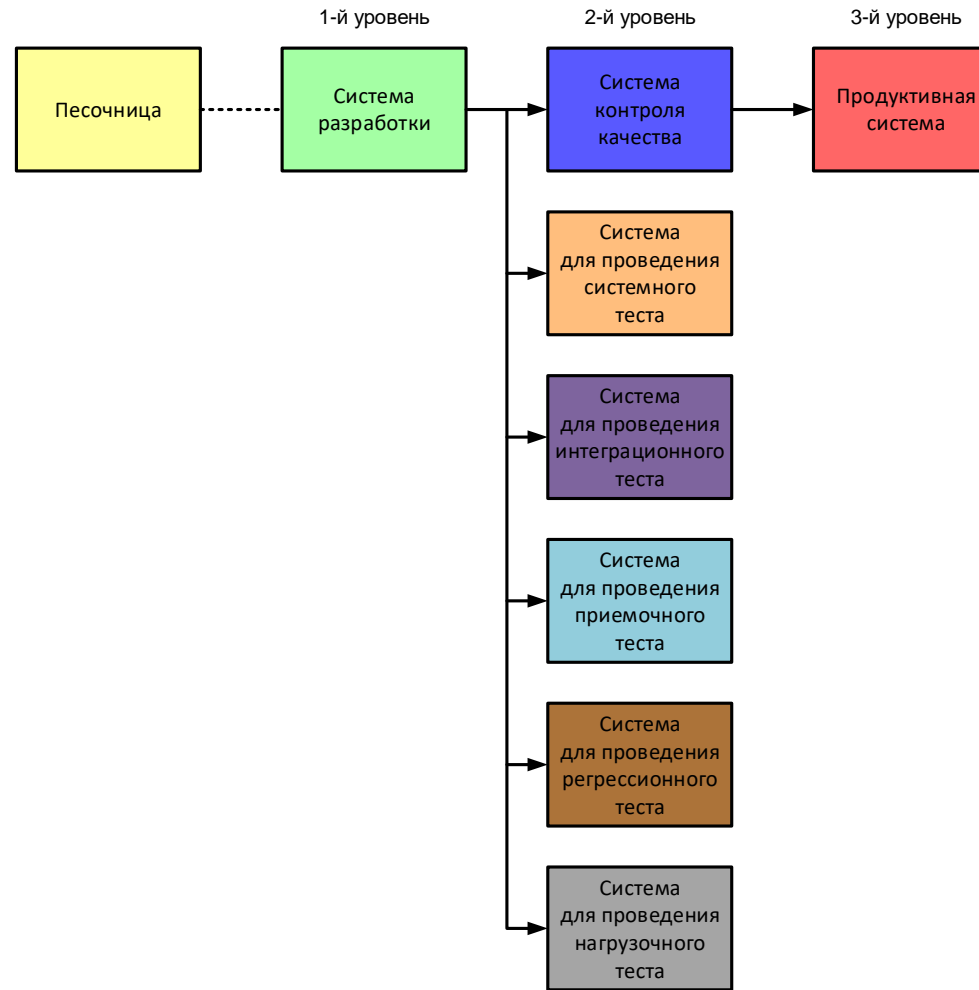 1-й уровень
2-й уровень
3-й уровень
Песочница
Система
разработки
Система
контроля
качества
Продуктивная
система
Система
для проведения
системного
теста
Система
для проведения
интеграционного
теста
Система
для проведения
приемочного
теста
Система
для проведения
регрессионного
теста
Система
для проведения
нагрузочного
теста